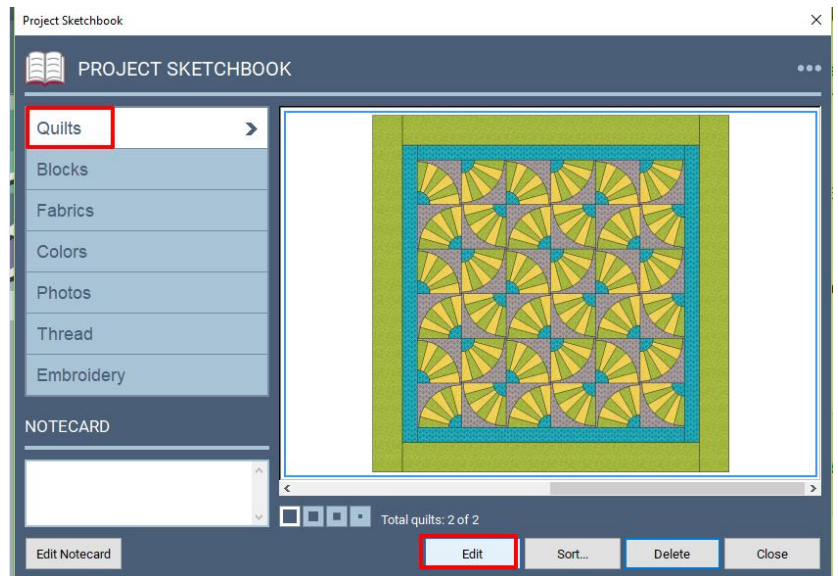 Project Sketchbook
PROJECT SKETCHBOOK
Quilts
Blocks
Fabrics
Colors
Photos
Thread
Embroidery
NOTECARD
Total quilts: 2 of 2
Edit Notecard
Edit
Sort...
Delete
Close